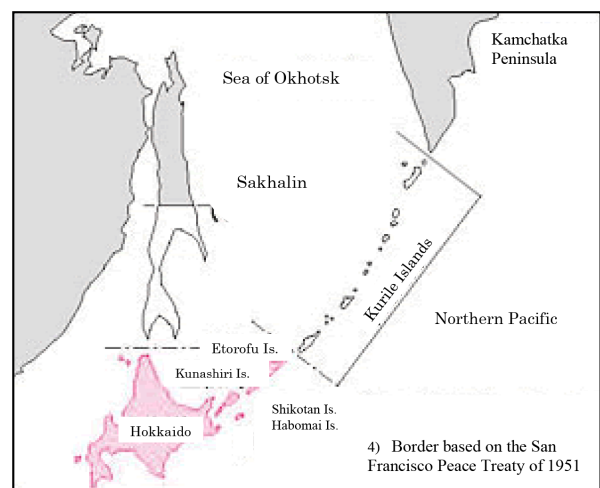 Kamchatka
Peninsula
Sea of Okhotsk
Sakhalin
Kurile Islands
Northern Pacific
Etorofu Is.
Kunashiri Is.
Shikotan Is.
Habomai Is.
Hokkaido
4) Border based on the San
Francisco Peace Treaty of 1951